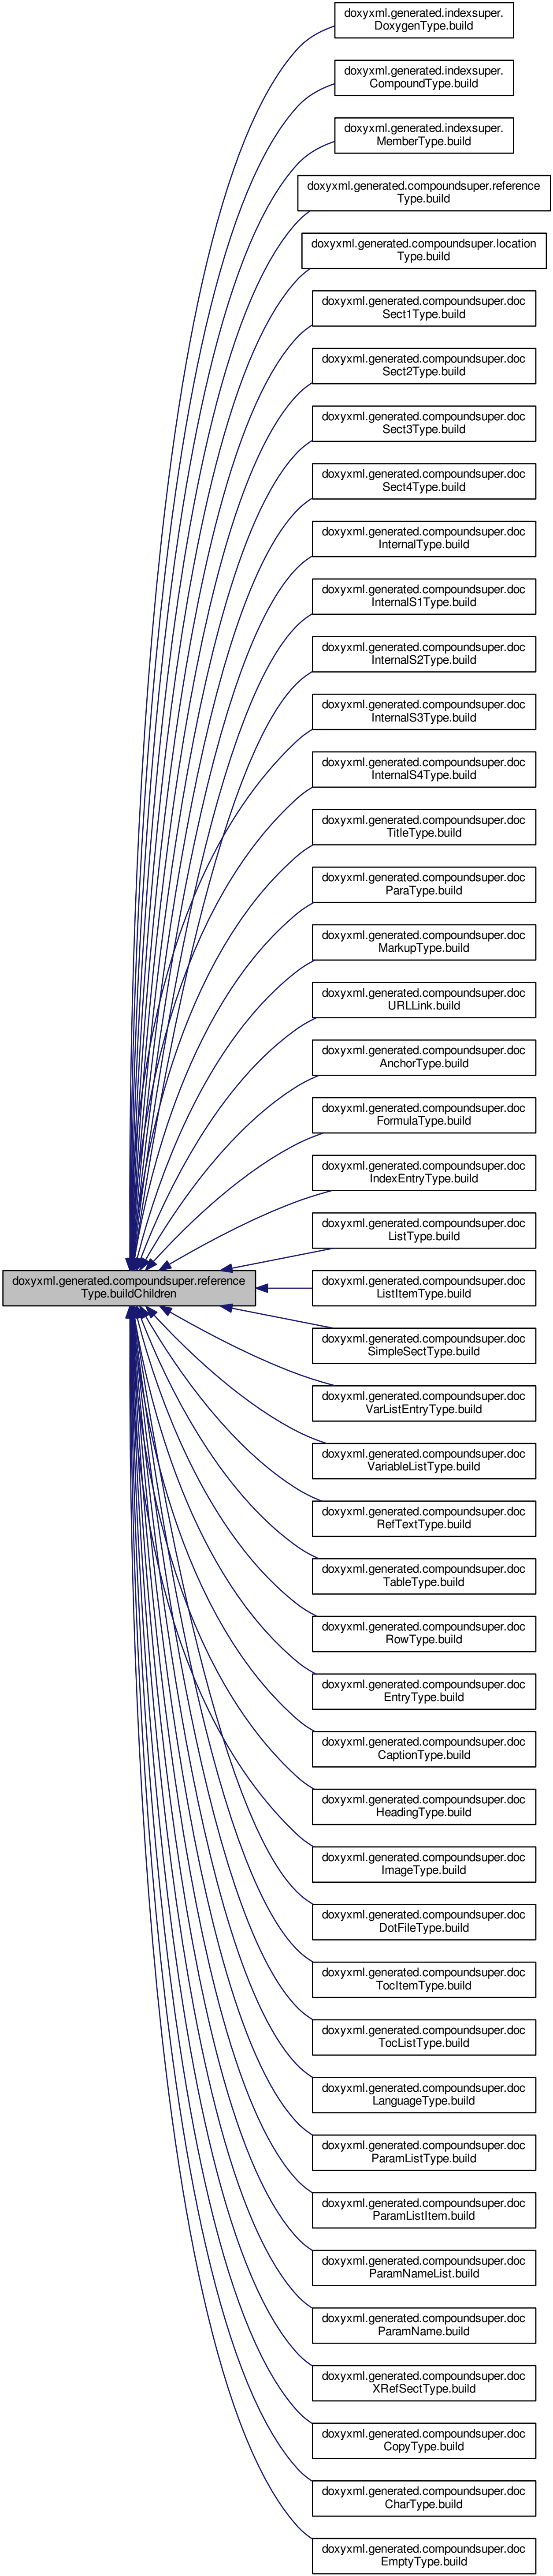 doxyxml.generated.indexsuper.
DoxygenType.build
doxyxml.generated.indexsuper.
CompoundType.build
doxyxml.generated.indexsuper.
MemberType.build
doxyxml.generated.compoundsuper.reference
Type.build
doxyxml.generated.compoundsuper.location
Type.build
doxyxml.generated.compoundsuper.doc
Sect1Type.build
doxyxml.generated.compoundsuper.doc
Sect2Type.build
doxyxml.generated.compoundsuper.doc
Sect3Type.build
doxyxml.generated.compoundsuper.doc
Sect4Type.build
doxyxml.generated.compoundsuper.doc
InternalType.build
doxyxml.generated.compoundsuper.doc
InternalS1Type.build
doxyxml.generated.compoundsuper.doc
InternalS2Type.build
doxyxml.generated.compoundsuper.doc
InternalS3Type.build
doxyxml.generated.compoundsuper.doc
InternalS4Type.build
doxyxml.generated.compoundsuper.doc
TitleType.build
doxyxml.generated.compoundsuper.doc
ParaType.build
doxyxml.generated.compoundsuper.doc
MarkupType.build
doxyxml.generated.compoundsuper.doc
URLLink.build
doxyxml.generated.compoundsuper.doc
AnchorType.build
doxyxml.generated.compoundsuper.doc
FormulaType.build
doxyxml.generated.compoundsuper.doc
IndexEntryType.build
doxyxml.generated.compoundsuper.doc
ListType.build
doxyxml.generated.compoundsuper.reference
Type.buildChildren
doxyxml.generated.compoundsuper.doc
ListItemType.build
doxyxml.generated.compoundsuper.doc
SimpleSectType.build
doxyxml.generated.compoundsuper.doc
VarListEntryType.build
doxyxml.generated.compoundsuper.doc
VariableListType.build
doxyxml.generated.compoundsuper.doc
RefTextType.build
doxyxml.generated.compoundsuper.doc
TableType.build
doxyxml.generated.compoundsuper.doc
RowType.build
doxyxml.generated.compoundsuper.doc
EntryType.build
doxyxml.generated.compoundsuper.doc
CaptionType.build
doxyxml.generated.compoundsuper.doc
HeadingType.build
doxyxml.generated.compoundsuper.doc
ImageType.build
doxyxml.generated.compoundsuper.doc
DotFileType.build
doxyxml.generated.compoundsuper.doc
TocItemType.build
doxyxml.generated.compoundsuper.doc
TocListType.build
doxyxml.generated.compoundsuper.doc
LanguageType.build
doxyxml.generated.compoundsuper.doc
ParamListType.build
doxyxml.generated.compoundsuper.doc
ParamListItem.build
doxyxml.generated.compoundsuper.doc
ParamNameList.build
doxyxml.generated.compoundsuper.doc
ParamName.build
doxyxml.generated.compoundsuper.doc
XRefSectType.build
doxyxml.generated.compoundsuper.doc
CopyType.build
doxyxml.generated.compoundsuper.doc
CharType.build
doxyxml.generated.compoundsuper.doc
EmptyType.build